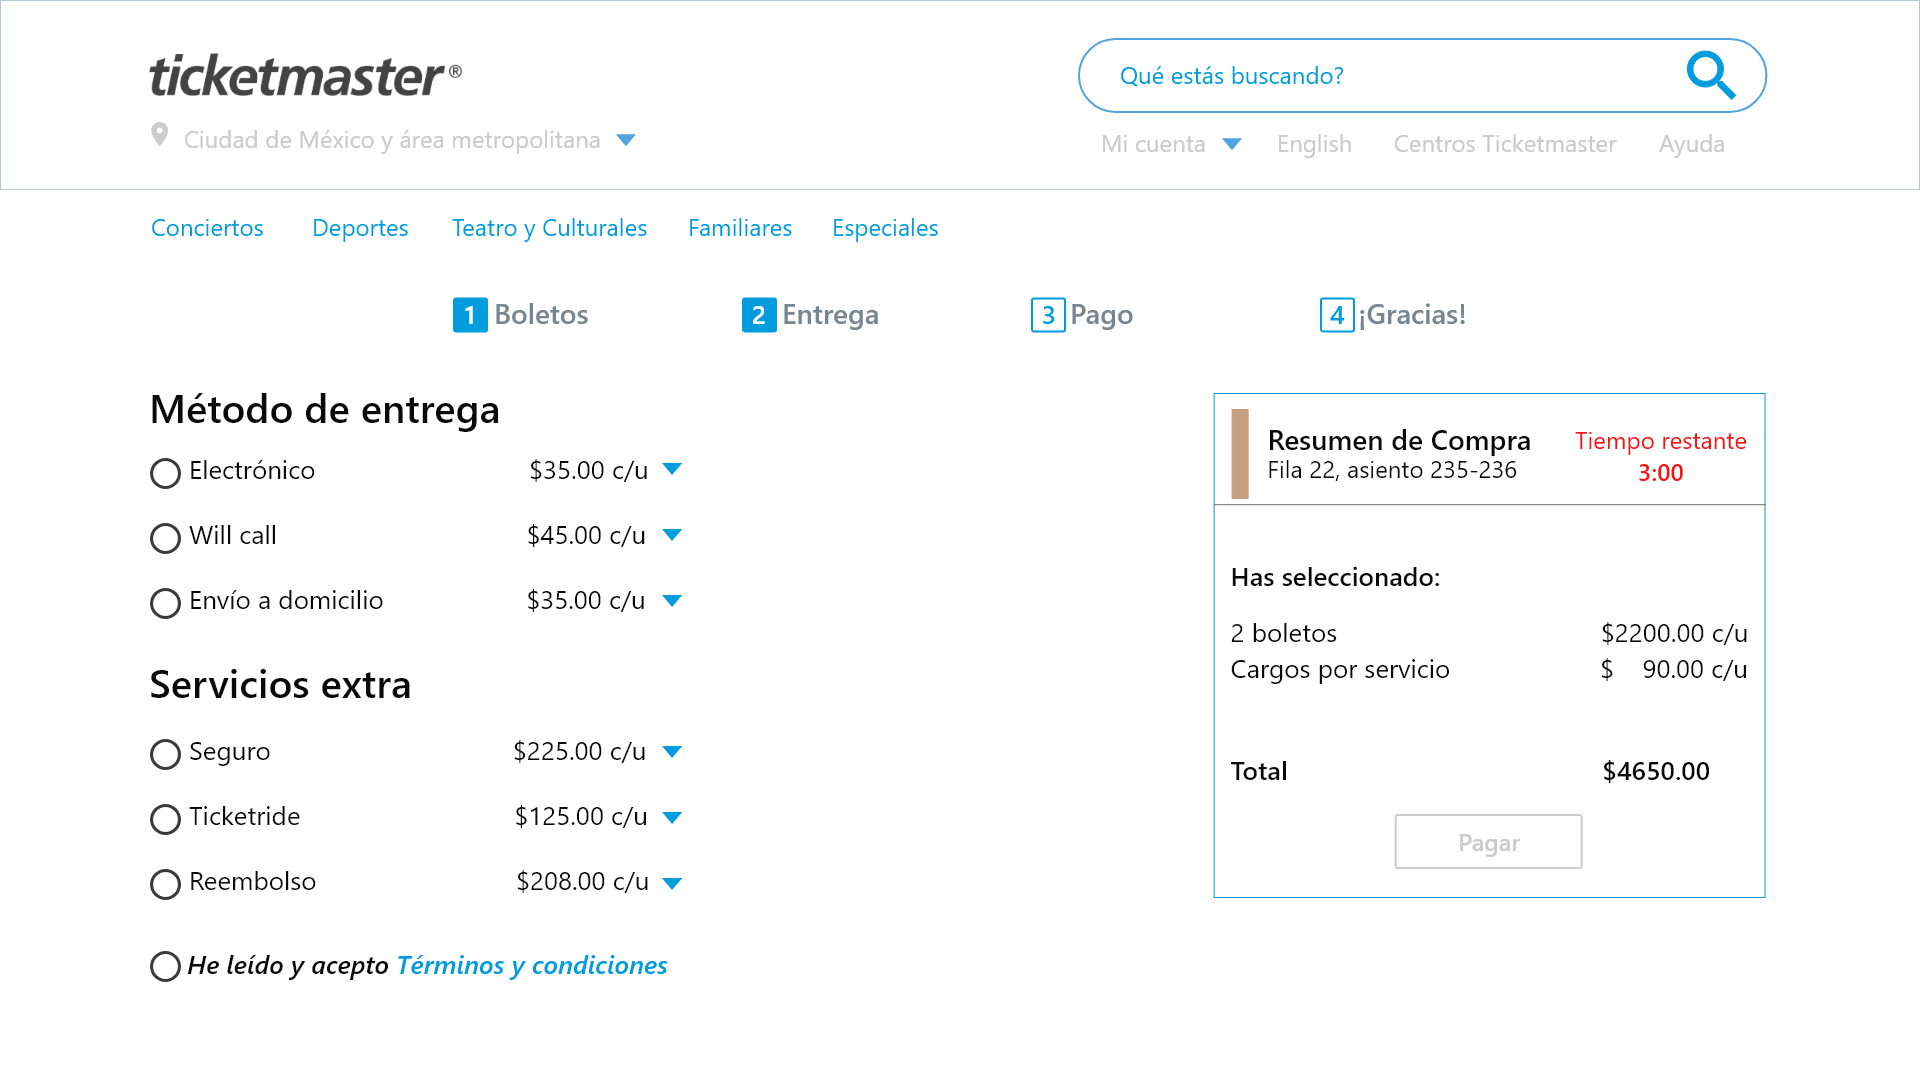 ticketmaster®
Qué estás buscando?
Ciudad de México y área metropolitana
Mi cuenta English Centros Ticketmaster Ayuda
Conciertos Deportes Teatro y Culturales Familiares Especiales
1 Boletos 2 Entrega 3 Pago 4 ¡Gracias!
Método de entrega
Electrónico $35.00 c/u
Will call $45.00 c/u
Envío a domicilio $35.00 c/u
Servicios extra
Seguro $225.00 c/u
Ticketride $125.00 c/u
Reembolso $208.00 c/u
He leído y acepto Términos y condiciones
Resumen de Compra
Fila 22, asiento 235-236
Tiempo restante
3:00
Has seleccionado:
2 boletos $2200.00 c/u
Cargos por servicio $ 90.00 c/u
Total $4650.00
Pagar